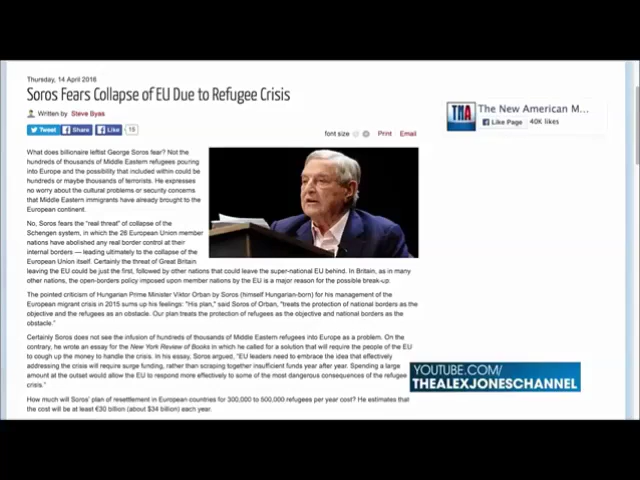 Thursday, 14 April 2016
Soros Fears Collapse of EU Due to Refugee Crisis
Written by Steve Byas
Tweet Share Like 15
font size Print Email
TNA The New American M...
Like Page 40K likes
What does billionaire leftist George Soros fear? Not the
hundreds of thousands of Middle Eastern refugees pouring
into Europe and the possibility that included within could be
hundreds or maybe thousands of terrorists. He expresses
no worry about the cultural problems or security concerns
that Middle Eastern immigrants have already brought to the
European continent.
No, Soros fears the "real threat" of collapse of the
Schengen system, in which the 28 European Union member
nations have abolished any real border control at their
internal borders — leading ultimately to the collapse of the
European Union itself. Certainly the threat of Great Britain
leaving the EU could be just the first, followed by other nations that could leave the super-national EU behind. In Britain, as in many
other nations, the open-borders policy imposed upon member nations by the EU is a major reason for the possible break-up.
The pointed criticism of Hungarian Prime Minister Viktor Orban by Soros (himself Hungarian-born) for his management of the
European migrant crisis in 2015 sums up his feelings: "His plan," said Soros of Orban, "treats the protection of national borders as the
objective and the refugees as an obstacle. Our plan treats the protection of refugees as the objective and national borders as the
obstacle."
Certainly Soros does not see the infusion of hundreds of thousands of Middle Eastern refugees into Europe as a problem. On the
contrary, he wrote an essay for the New York Review of Books in which he called for a solution that will require the people of the EU
to cough up the money to handle the crisis. In his essay, Soros argued, "EU leaders need to embrace the idea that effectively
addressing the crisis will require surge funding, rather than scraping together insufficient funds year after year. Spending a large
amount at the outset would allow the EU to respond more effectively to some of the most dangerous consequences of the refugee
crisis."
How much will Soros' plan of resettlement in European countries for 300,000 to 500,000 refugees per year cost? He estimates that
the cost will be at least €30 billion (about $34 billion) each year.
YOUTUBE.COM/
THEALEXJONESCHANNEL